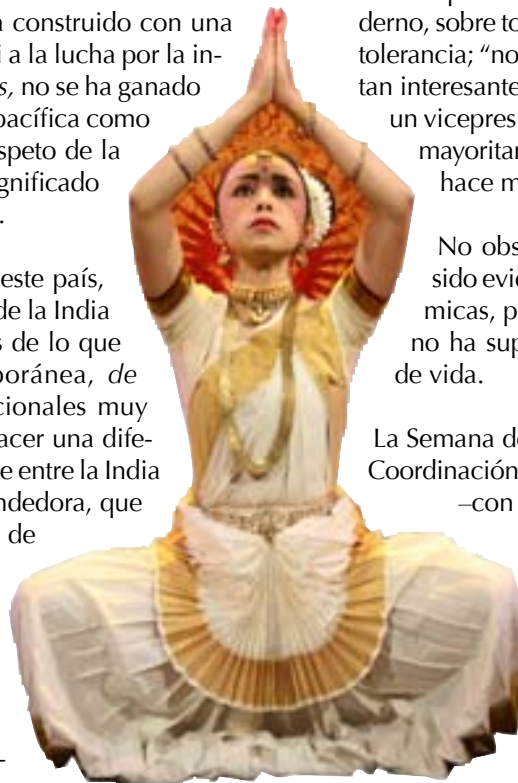 a construido con una
i a la lucha por la in-
s, no se ha ganado
pacífica como
speto de la
gnificado
.
este país,
de la India
s de lo que
poránea, de
cionales muy
acer una dife-
e entre la India
ndedora, que
de
–
derno, sobre to
tolerancia; “no
tan interesante
un vicepres
mayoritar
hace m
No obs
sido evid
micas, p
no ha sup
de vida.
La Semana de
Coordinación
–con